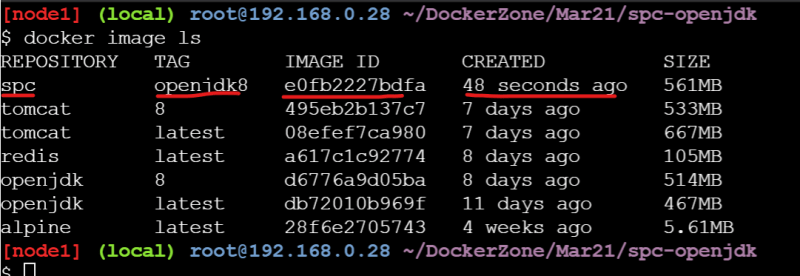 [node1] (local) root@192.168.0.28 ~/DockerZone/Mar21/spc-openjdk
$ docker image ls
REPOSITORY TAG IMAGE ID CREATED SIZE
spc openjdk8 e0fb2227bdfa 48 seconds ago 561MB
tomcat 8 495eb2b137c7 7 days ago 533MB
tomcat latest 08efef7ca980 7 days ago 667MB
redis latest a617c1c92774 8 days ago 105MB
openjdk 8 d6776a9d05ba 8 days ago 514MB
openjdk latest db72010b969f 11 days ago 467MB
alpine latest 28f6e2705743 4 weeks ago 5.61MB
[node1] (local) root@192.168.0.28 ~/DockerZone/Mar21/spc-openjdk
$